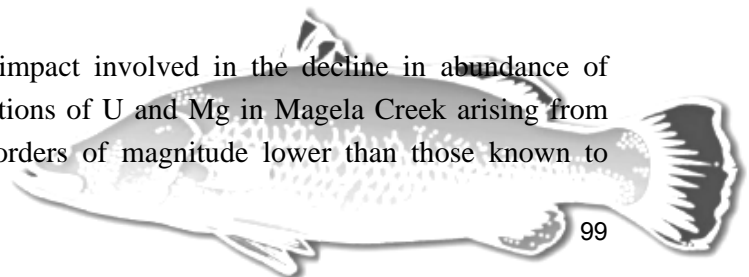 impact involved in the decline in abundance of
tions of U and Mg in Magela Creek arising from
orders of magnitude lower than those known to
99